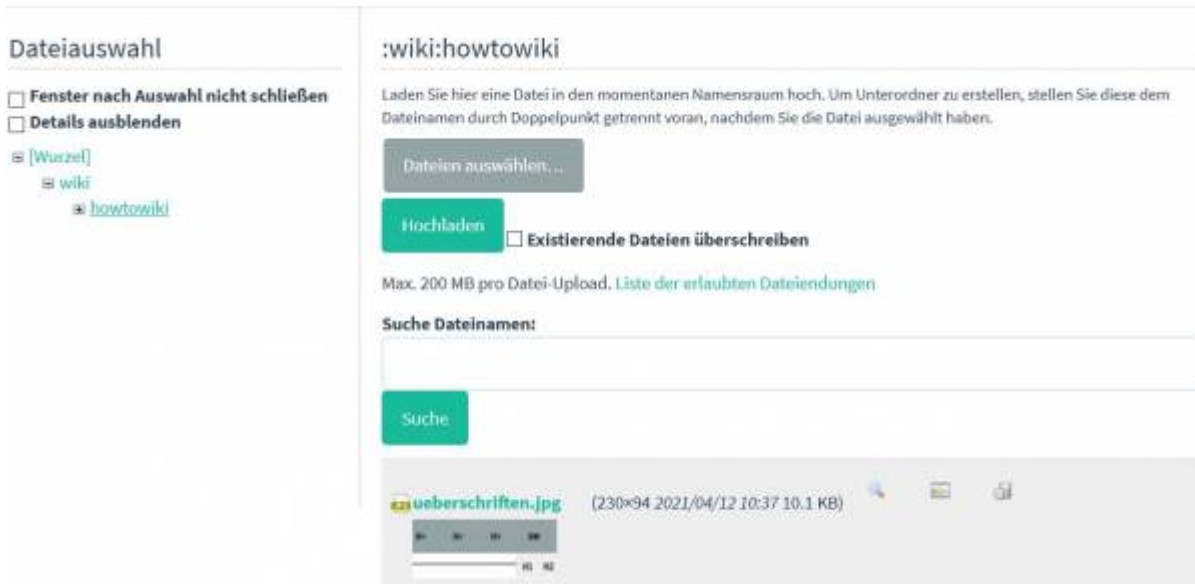 Dateiauswahl
Fenster nach Auswahl nicht schließen
Details ausblenden
[Wurzel]
wiki
howtowiki
:wiki:howtowiki
Laden Sie hier eine Datei in den momentanen Namensraum hoch. Um Unterordner zu erstellen, stellen Sie diese dem
Dateinamen durch Doppelpunkt getrennt voran, nachdem Sie die Datei ausgewählt haben.
Dateien auswählen...
Hochladen
Existierende Dateien überschreiben
Max. 200 MB pro Datei-Upload. Liste der erlaubten Dateiendungen
Suche Dateinamen:
Suche
ueberschriften.jpg (230×94 2021/04/12 10:37 10.1 KB)
H1 H2